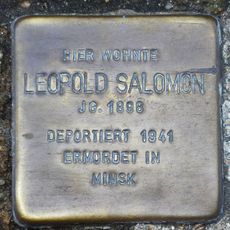 HIER WOHNTE
LEOPOLD SALOMON
JG. 1898
DEPORTIERT 1941
ERMORDET IN
MINSK